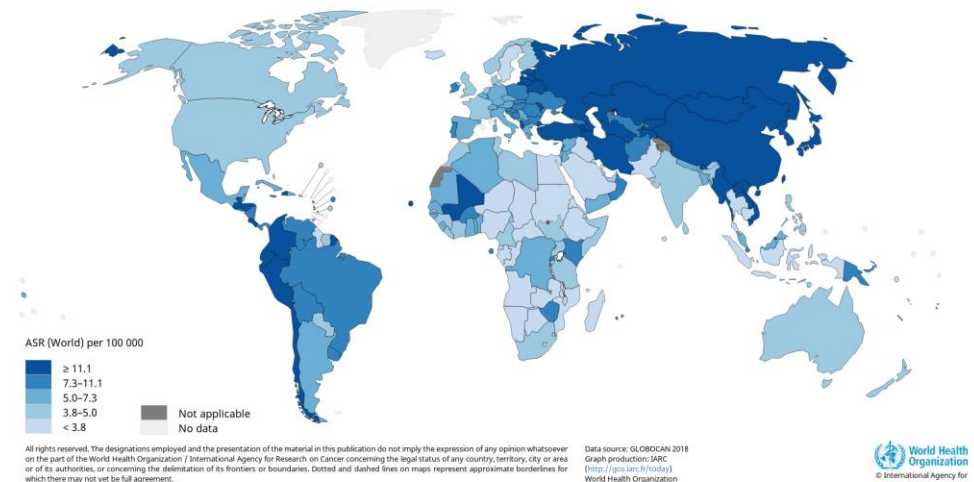 ASR (World) per 100 000
≥ 11.1
7.3–11.1
5.0–7.3
3.8–5.0
< 3.8
Not applicable
No data
All rights reserved. The designations employed and the presentation of the material in this publication do not imply the expression of any opinion whatsoever
on the part of the World Health Organization / International Agency for Research on Cancer concerning the legal status of any country, territory, city or area
or of its authorities, or concerning the delimitation of its frontiers or boundaries. Dotted and dashed lines on maps represent approximate borderlines for
which there may not yet be full agreement.
Data source: GLOBOCAN 2018
Graph production: IARC
(http://gco.iarc.fr/today)
World Health Organization
World Health
Organization
© International Agency for